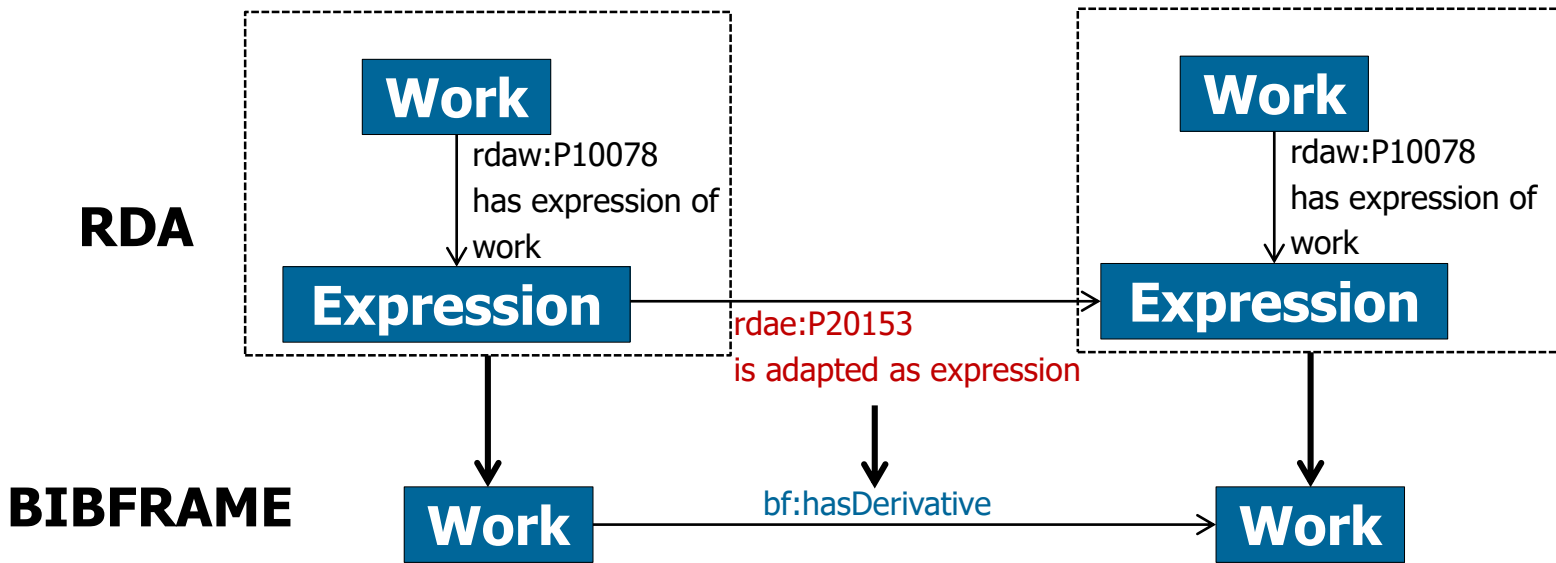 Work
Work
rdaw:P10078
has expression of
work
rdaw:P10078
has expression of
work
RDA
Expression
Expression
rdae:P20153
is adapted as expression
BIBFRAME
Work
bf:hasDerivative
Work